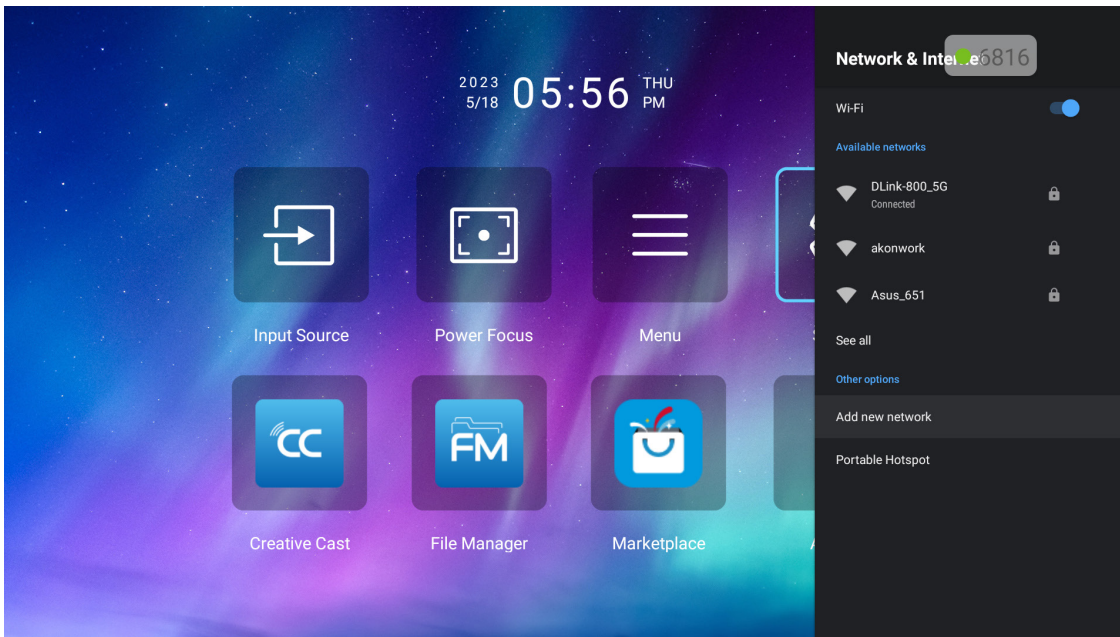 2023
5/18
05:56
THU
PM
Input Source
Power Focus
Menu
CC
FM
Creative Cast
File Manager
Marketplace
Network & Internet
6816
Wi-Fi
Available networks
DLink-800_5G
Connected
akonwork
Asus_651
See all
Other options
Add new network
Portable Hotspot